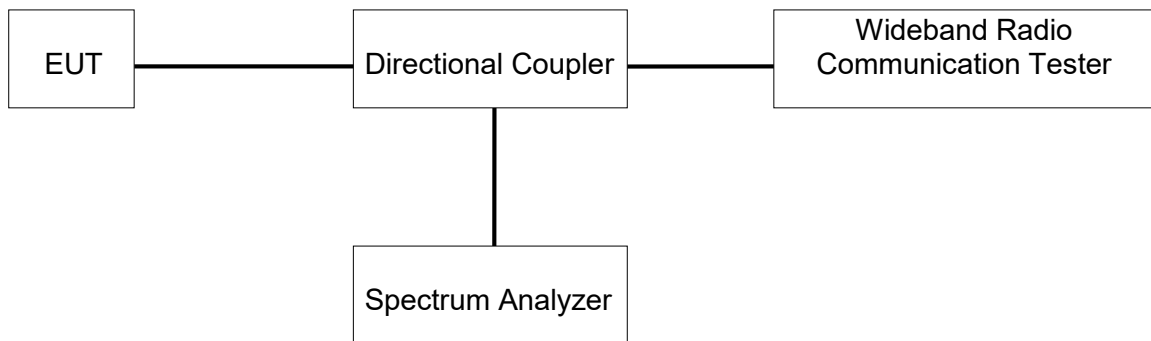 EUT
Directional Coupler
Wideband Radio
Communication Tester
Spectrum Analyzer